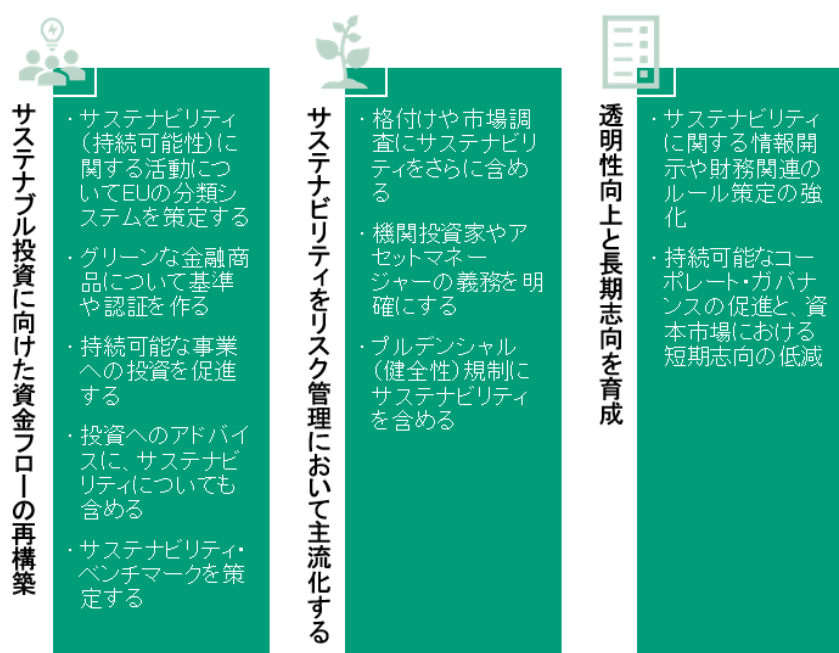 サステナブル投資に向けた資金フローの再構築
・サステナビリティ
（持続可能性）に
関する活動につ
いてEUの分類シ
ステムを策定する
・グリーンな金融商
品について基準
や認証を作る
・持続可能な事業
への投資を促進
する
・投資へのアドバイ
スに、サステナビ
リティについても
含める
・サステナビリティ・
ベンチマークを策
定する
サステナビリティをリスク管理において主流化する
・格付けや市場調
査にサステナビリ
ティをさらに含め
る
・機関投資家やア
セットマネー
ジャーの義務を明
確にする
・プルデンシャル
（健全性）規制に
サステナビリティ
を含める
透明性向上と長期志向を育成
・サステナビリティ
に関する情報開
示や財務関連の
ルール策定の強
化
・持続可能なコー
ポレート・ガバナ
ンスの促進と、資
本市場における
短期志向の低減